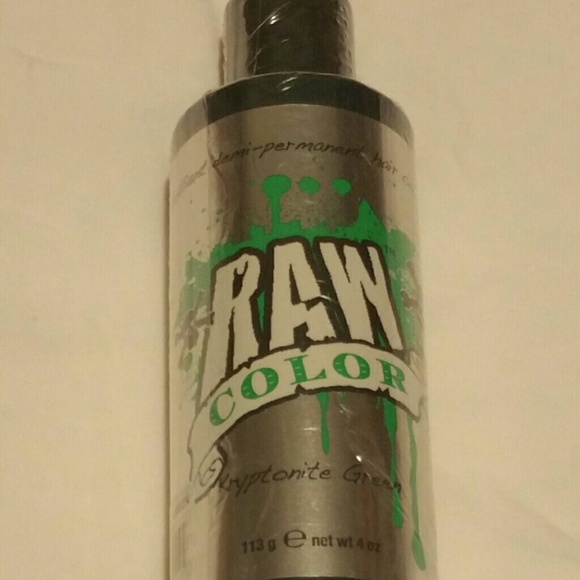 demi-permanent hair
RAW
COLOR
Kryptonite Green
113 g e net wt 4 oz